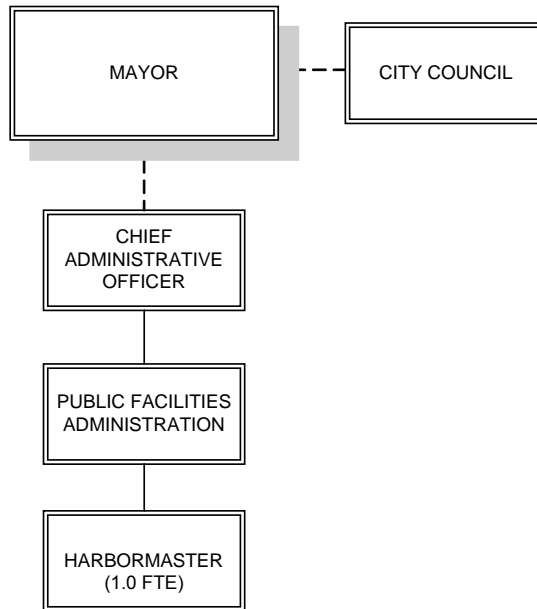 MAYOR
CITY COUNCIL
CHIEF
ADMINISTRATIVE
OFFICER
PUBLIC FACILITIES
ADMINISTRATION
HARBORMASTER
(1.0 FTE)